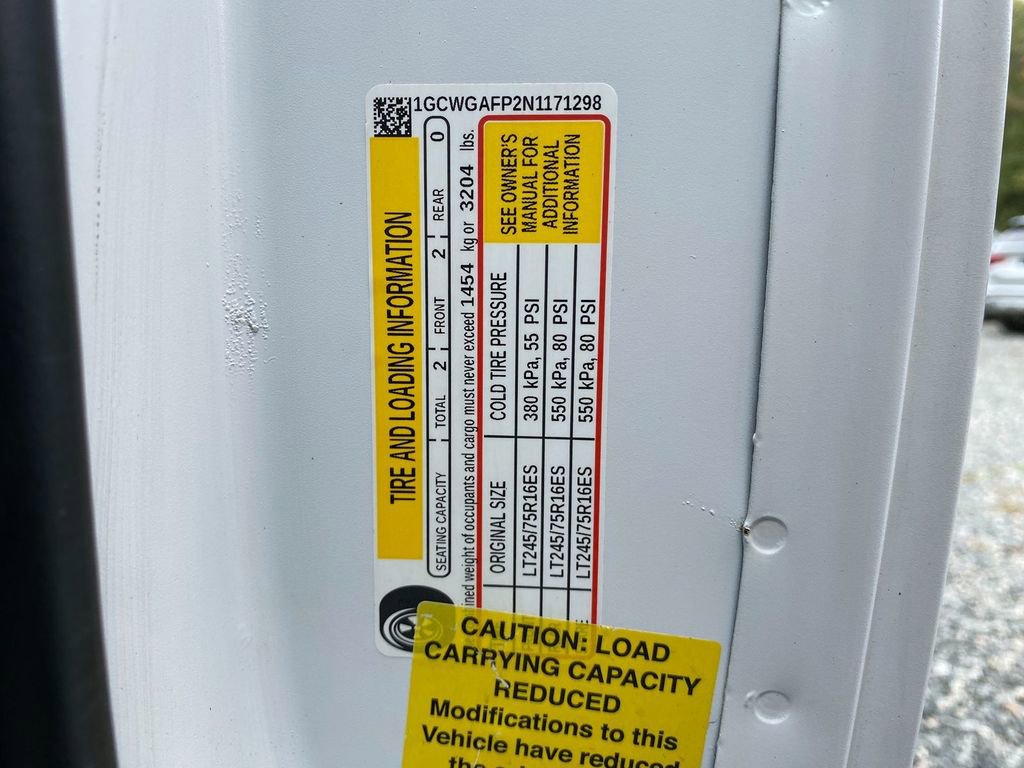 1GCWGAFP2N1171298
TIRE AND LOADING INFORMATION
SEATING CAPACITY TOTAL 2 FRONT 2 REAR 0
weight of occupants and cargo must never exceed 1454 kg or 3204 lbs.
ORIGINAL SIZE COLD TIRE PRESSURE
LT245/75R16ES 380 kPa, 55 PSI
LT245/75R16ES 550 kPa, 80 PSI
LT245/75R16ES 550 kPa, 80 PSI
SEE OWNER'S
MANUAL FOR
ADDITIONAL
INFORMATION
CAUTION: LOAD
CARRYING CAPACITY
REDUCED
Modifications to this
Vehicle have reduced
the